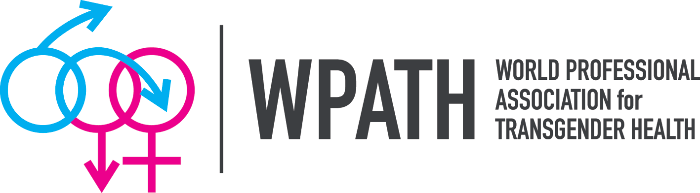 WPATH
WORLD PROFESSIONAL
ASSOCIATION for
TRANSGENDER HEALTH